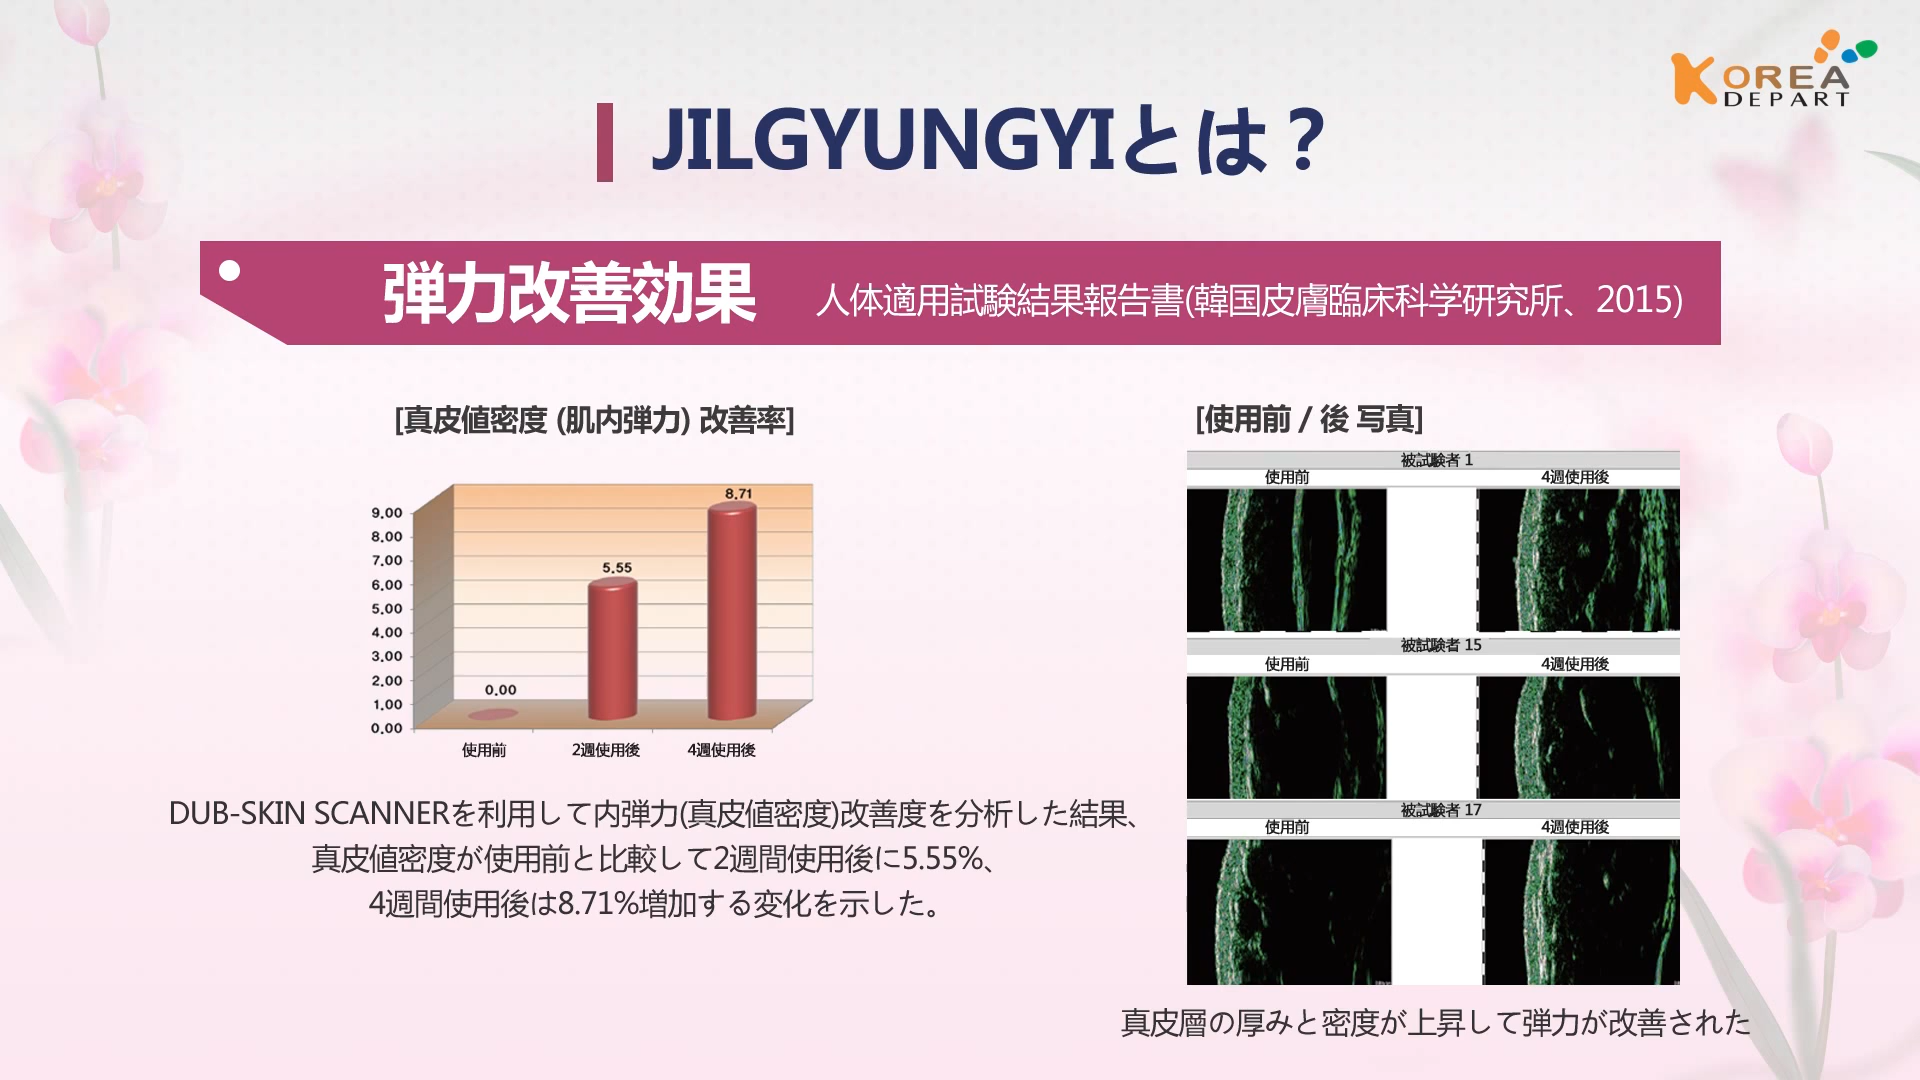 KOREA
DEPART
JILGYUNGYIとは？
弾力改善効果 人体適用試験結果報告書(韓国皮膚臨床科学研究所、2015)
[真皮値密度 (肌内弾力) 改善率]
9.00
8.00
7.00
6.00
5.00
4.00
3.00
2.00
1.00
0.00
0.00
5.55
8.71
使用前 2週使用後 4週使用後
DUB-SKIN SCANNERを利用して内弾力(真皮値密度)改善度を分析した結果、
真皮値密度が使用前と比較して2週間使用後に5.55%、
4週間使用後は8.71%増加する変化を示した。
[使用前 / 後 写真]
被試験者 1
使用前 4週使用後
被試験者 15
使用前 4週使用後
被試験者 17
使用前 4週使用後
真皮層の厚みと密度が上昇して弾力が改善された